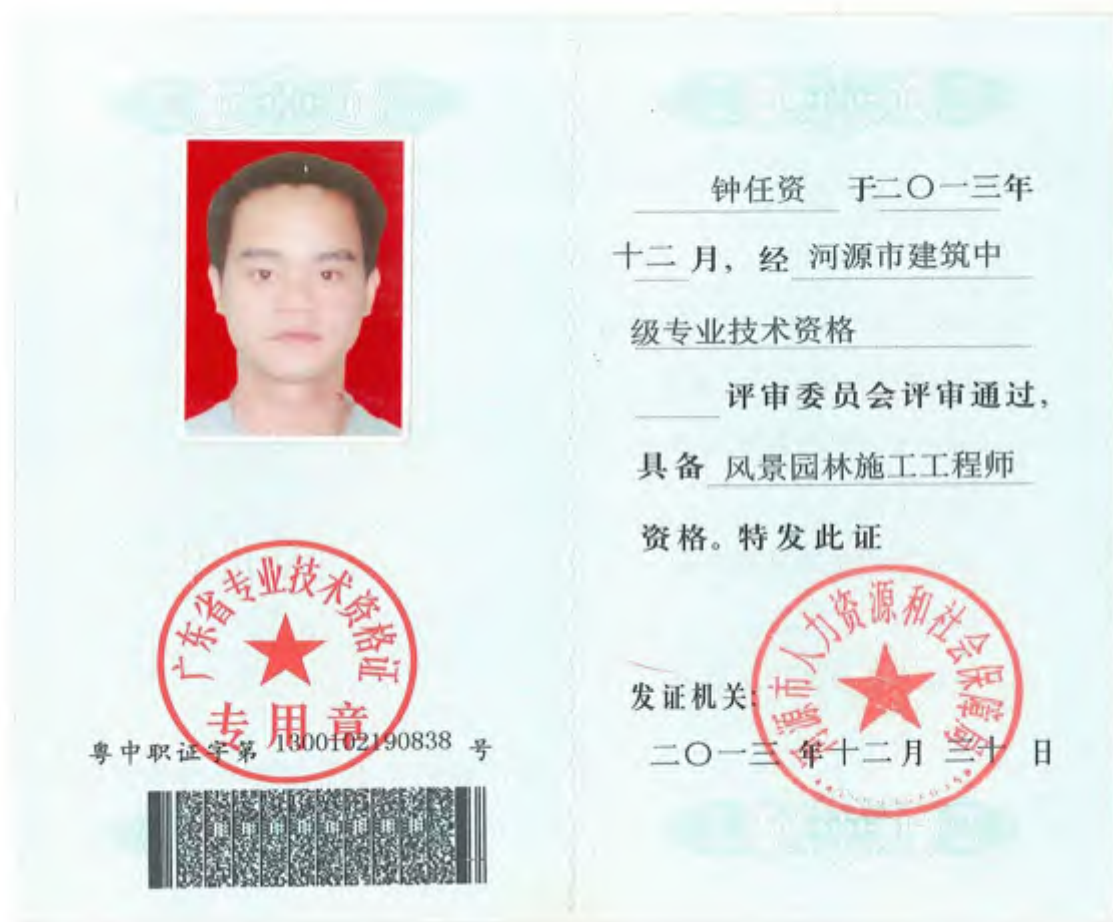 广东省专业技术资格证
专用章
粤中职证字第 1300102190838 号
钟任资 于二〇一三年
十二 月，经 河源市建筑中
级专业技术资格
评审委员会评审通过，
具备 风景园林施工工程师
资格。特发此证
河源市人力资源和社会保障局
发证机关：
二〇一三 年十二月 三十 日